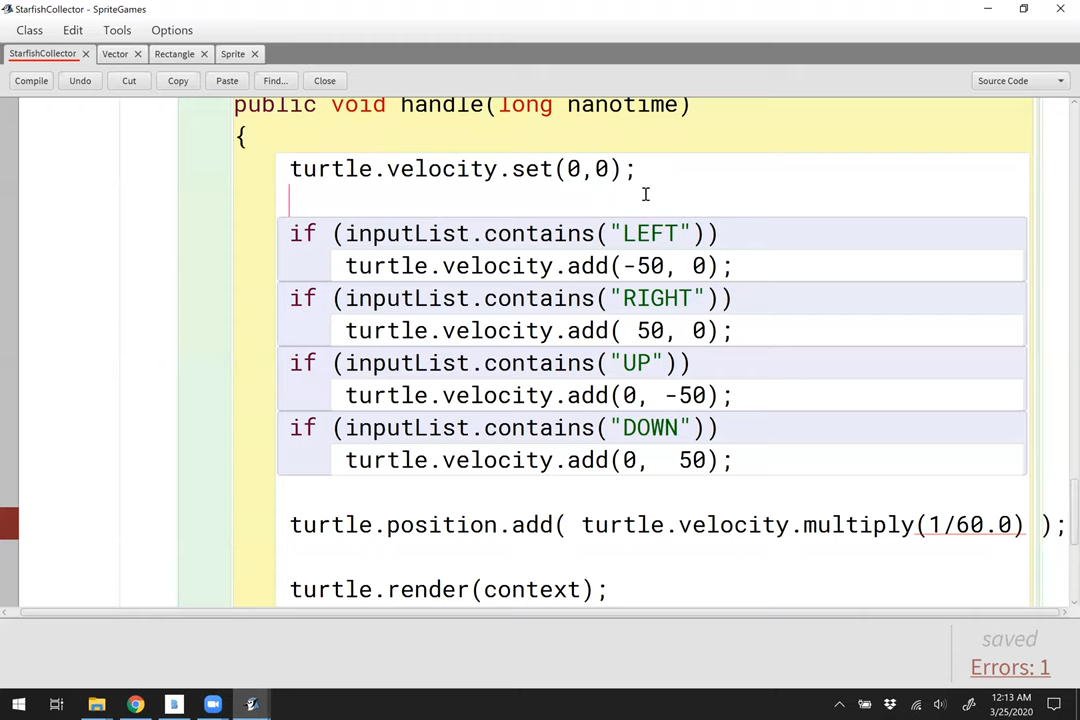 StarfishCollector - SpriteGames
Class Edit Tools Options
StarfishCollector Vector Rectangle Sprite
Compile Undo Cut Copy Paste Find... Close Source Code
public void handle(long nanotime)
{
turtle.velocity.set(0,0);
if (inputList.contains("LEFT"))
turtle.velocity.add(-50, 0);
if (inputList.contains("RIGHT"))
turtle.velocity.add( 50, 0);
if (inputList.contains("UP"))
turtle.velocity.add(0, -50);
if (inputList.contains("DOWN"))
turtle.velocity.add(0,  50);
turtle.position.add( turtle.velocity.multiply(1/60.0) );
turtle.render(context);
saved
Errors: 1
12:13 AM
3/25/2020